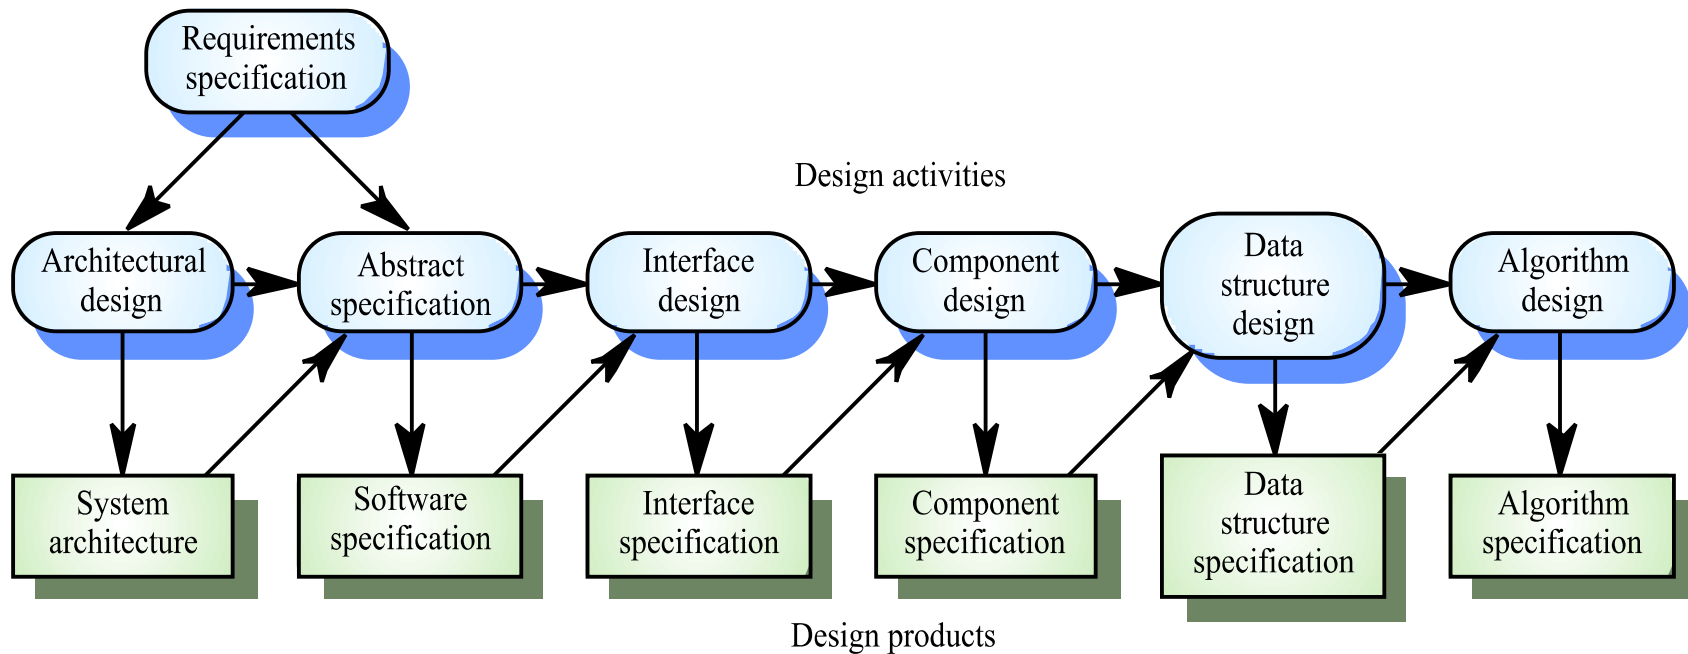 Requirements
specification
Design activities
Architectural
design
Abstract
specification
Interface
design
Component
design
Data
structure
design
Algorithm
design
System
architecture
Software
specification
Interface
specification
Component
specification
Data
structure
specification
Algorithm
specification
Design products